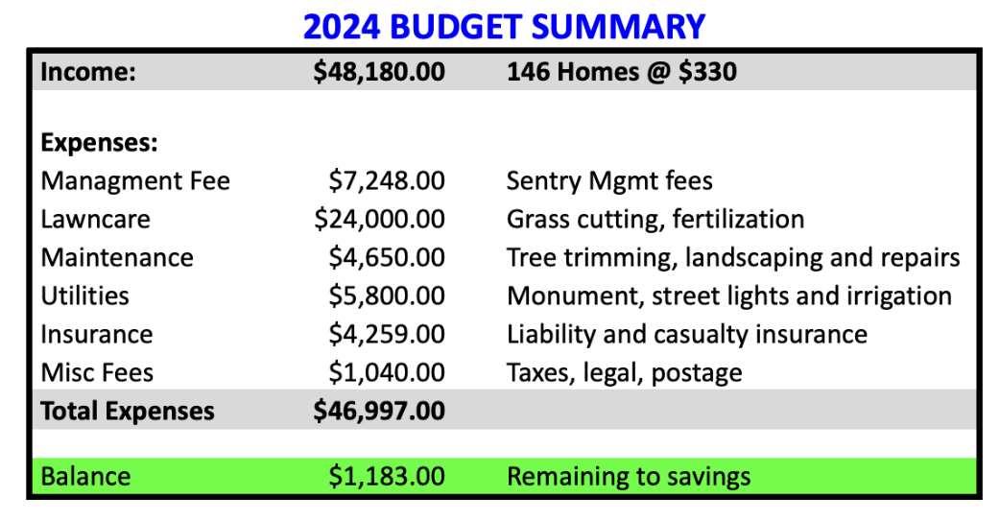 2024 BUDGET SUMMARY
Income: $48,180.00 146 Homes @ $330
Expenses:
Managment Fee $7,248.00 Sentry Mgmt fees
Lawncare $24,000.00 Grass cutting, fertilization
Maintenance $4,650.00 Tree trimming, landscaping and repairs
Utilities $5,800.00 Monument, street lights and irrigation
Insurance $4,259.00 Liability and casualty insurance
Misc Fees $1,040.00 Taxes, legal, postage
Total Expenses $46,997.00
Balance $1,183.00 Remaining to savings